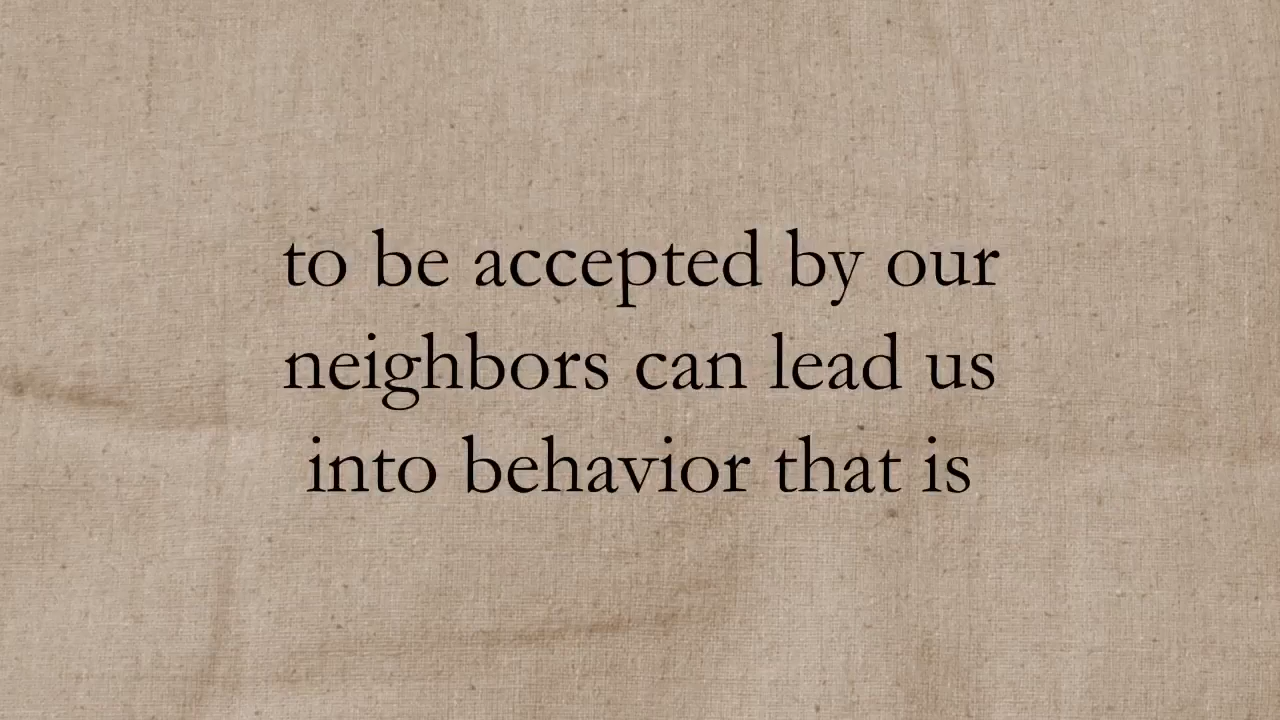 to be accepted by our
neighbors can lead us
into behavior that is